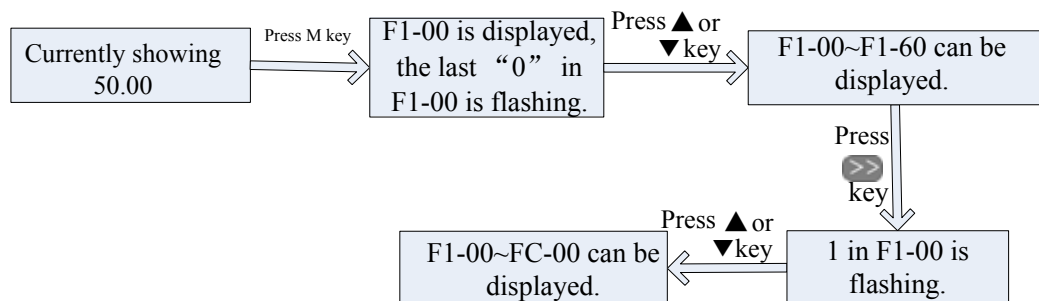 Currently showing
50.00
Press M key
F1-00 is displayed,
the last “0” in
F1-00 is flashing.
Press ▲ or
▼ key
F1-00~F1-60 can be
displayed.
Press
>>
key
1 in F1-00 is
flashing.
Press ▲ or
▼ key
F1-00~FC-00 can be
displayed.